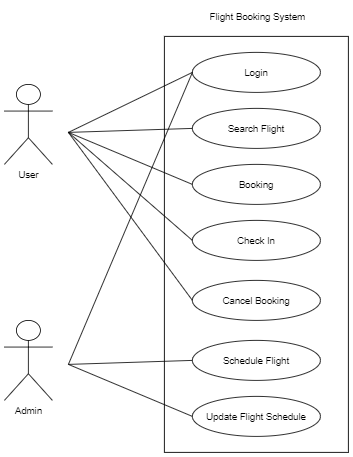 Flight Booking System
Login
Search Flight
User
Booking
Check In
Cancel Booking
Schedule Flight
Admin
Update Flight Schedule